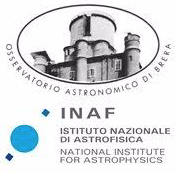 OSSERVATORIO ASTRONOMICO DI BRERA
INAF
ISTITUTO NAZIONALE
DI ASTROFISICA
NATIONAL INSTITUTE
FOR ASTROPHYSICS